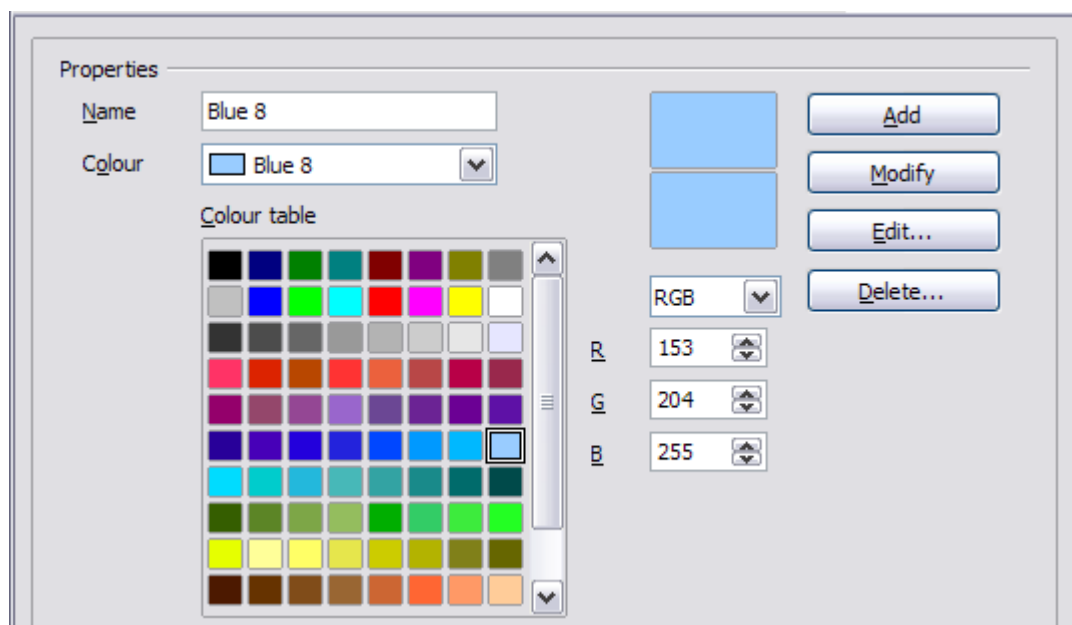 Properties
Name Blue 8 Add
Colour Blue 8 Modify
Colour table
Edit...
RGB Delete...
R 153
G 204
B 255